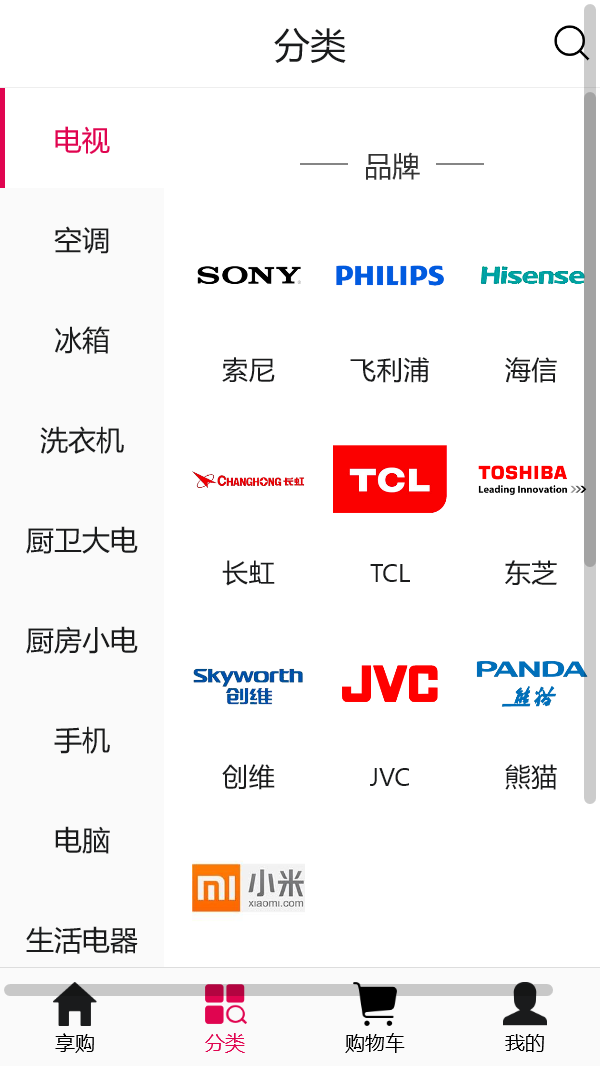 分类
电视
空调
冰箱
洗衣机
厨卫大电
厨房小电
手机
电脑
生活电器
品牌
SONY PHILIPS Hisense
索尼 飞利浦 海信
CHANGHONG 长虹 TCL TOSHIBA
Leading Innovation >>>
长虹 TCL 东芝
Skyworth 创维 JVC PANDA 熊猫
创维 JVC 熊猫
mi 小米
xiaomi.com
享购 分类 购物车 我的